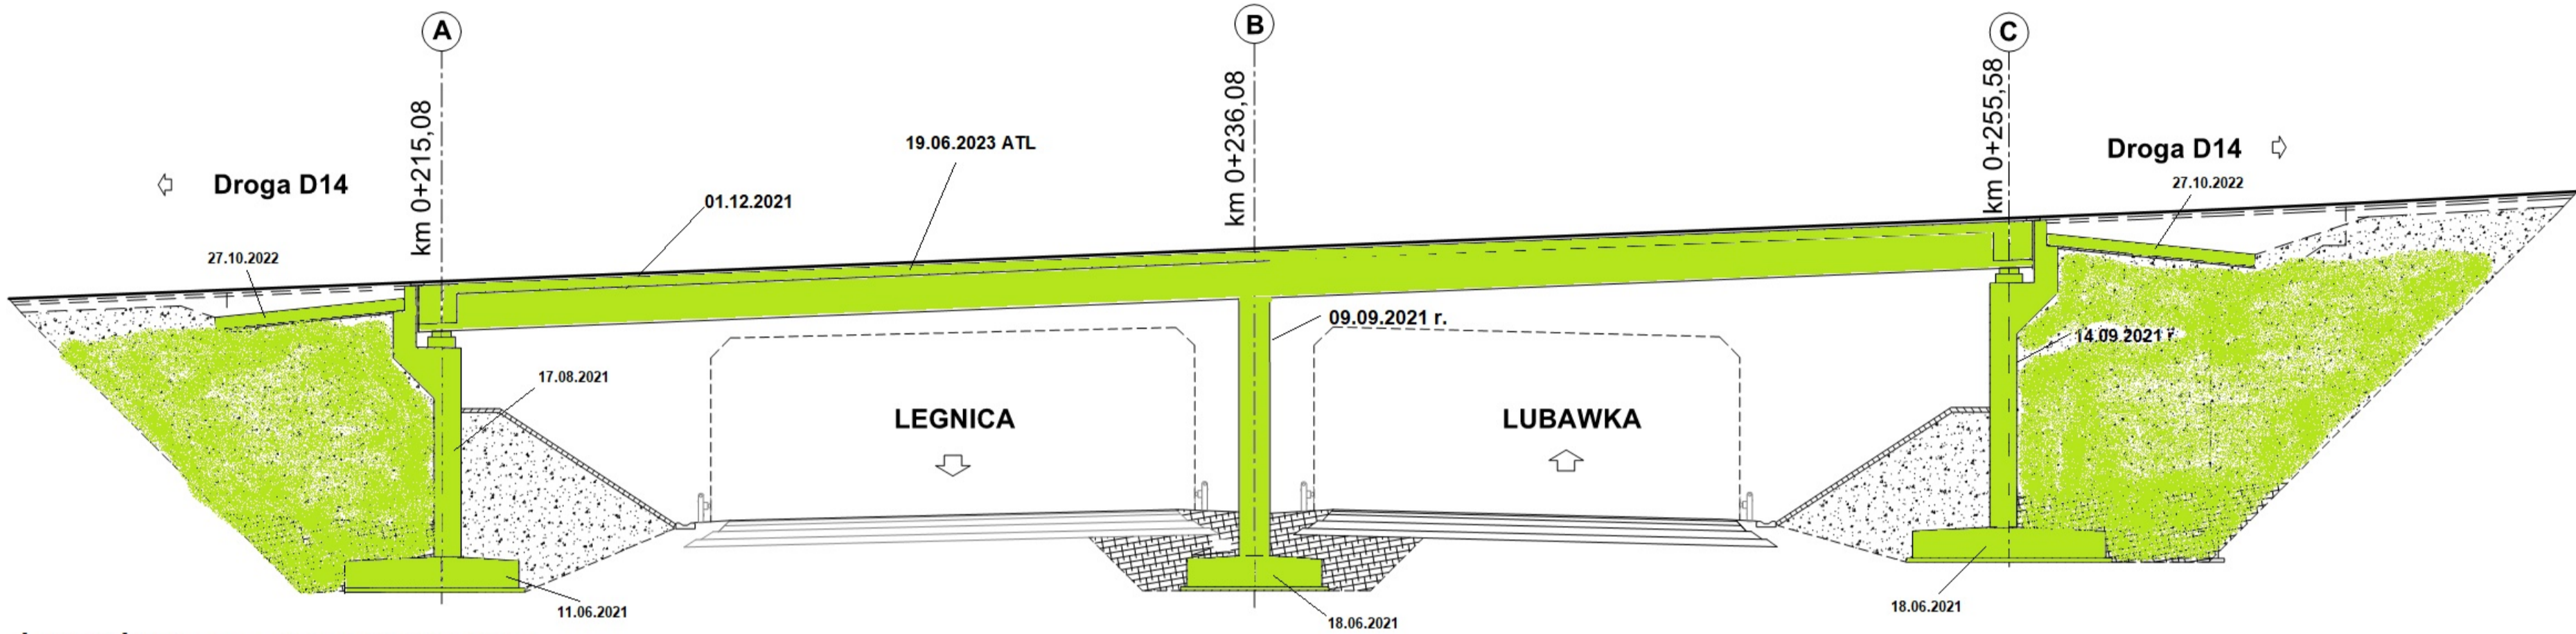 A
B
C
km 0+215,08
km 0+236,08
km 0+255,58
19.06.2023 ATL
Droga D14
Droga D14
27.10.2022
01.12.2021
27.10.2022
09.09.2021 r.
14.09.2021 r.
17.08.2021
LEGNICA
LUBAWKA
11.06.2021
18.06.2021
18.06.2021